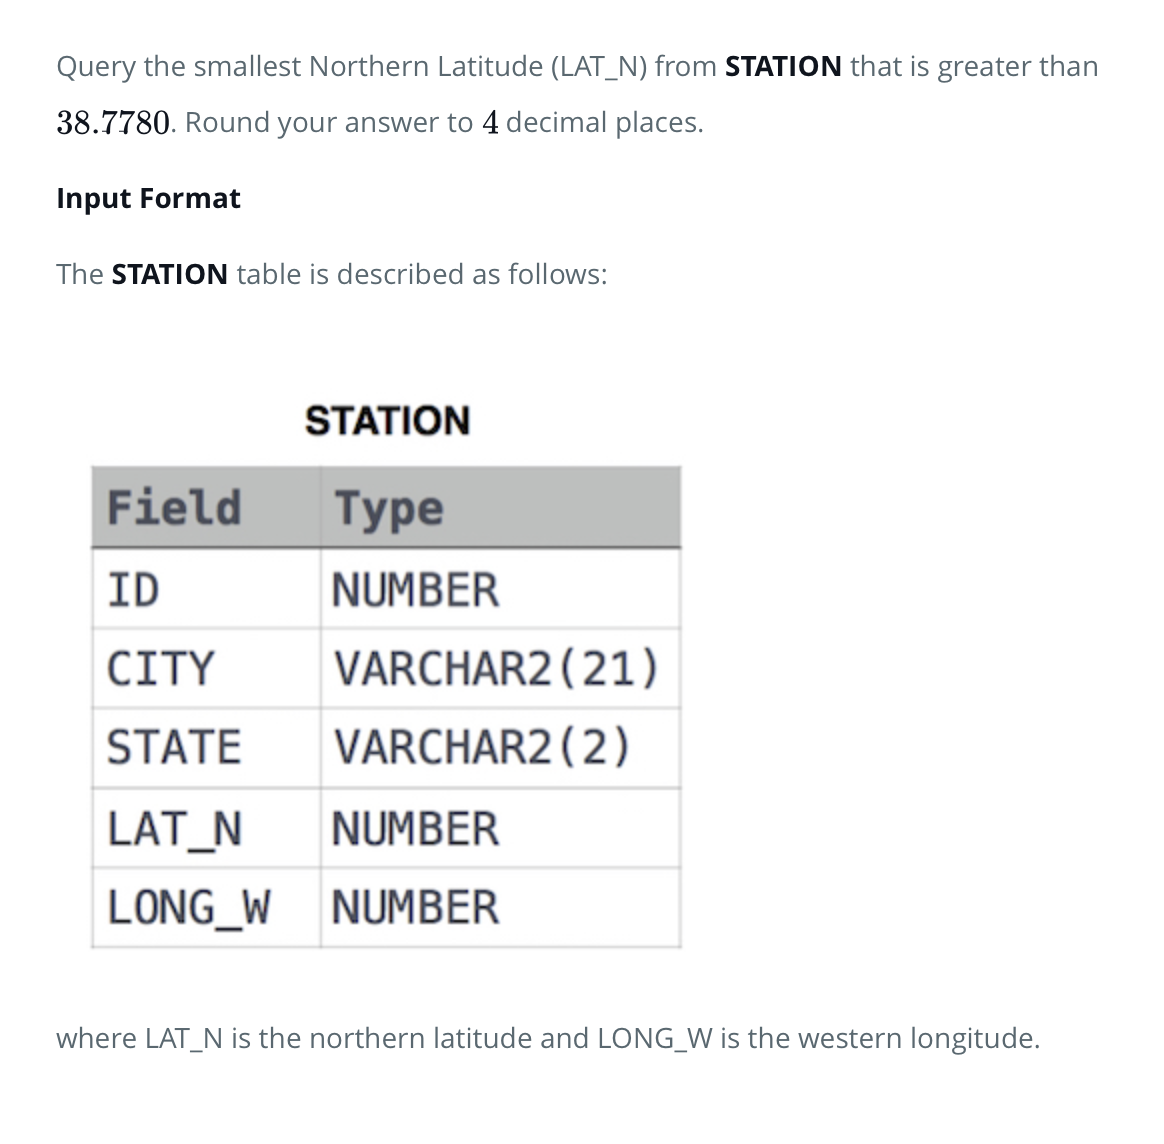 Query the smallest Northern Latitude (LAT_N) from STATION that is greater than
38.7780. Round your answer to 4 decimal places.
Input Format
The STATION table is described as follows:
STATION
Field Type
ID NUMBER
CITY VARCHAR2(21)
STATE VARCHAR2(2)
LAT_N NUMBER
LONG_W NUMBER
where LAT_N is the northern latitude and LONG_W is the western longitude.